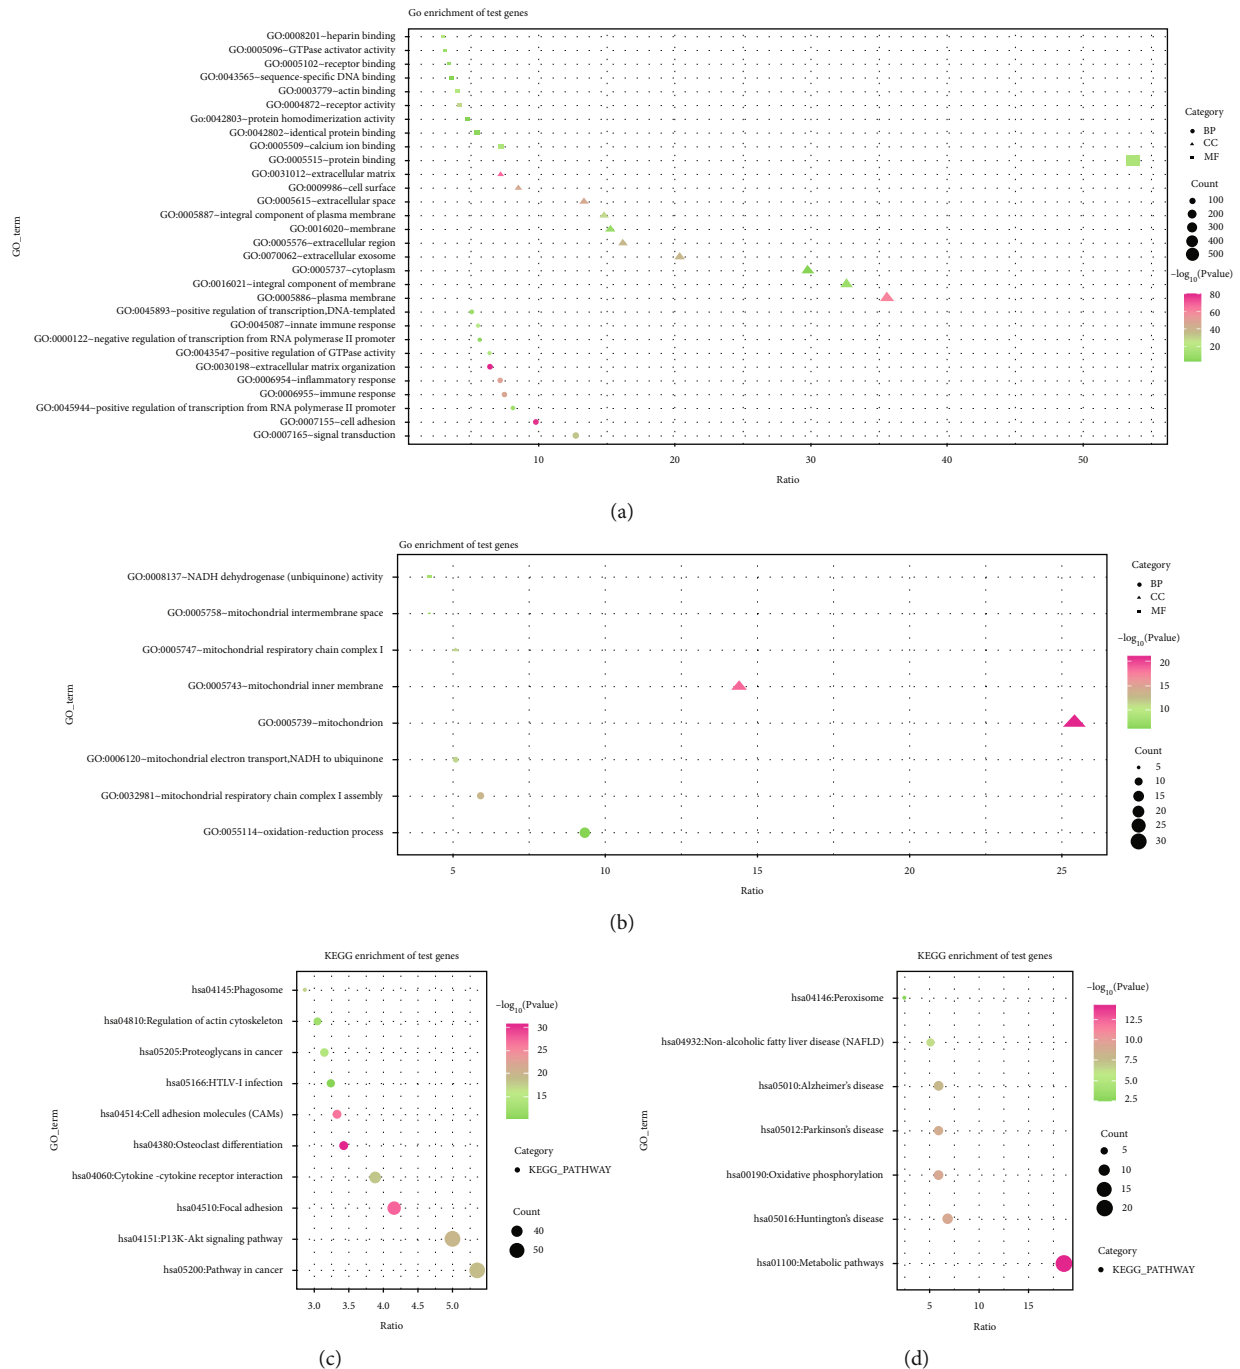 Go enrichment of test genes
GO:0008201~heparin binding
GO:0005096~GTPase activator activity
GO:0005102~receptor binding
GO:0043565~sequence-specific DNA binding
GO:0003779~actin binding
GO:0004872~receptor activity
Go:0042803~protein homodimerization activity
GO:0042802~identical protein binding
GO:0005509~calcium ion binding
GO:0005515~protein binding
GO:0031012~extracellular matrix
GO:0009986~cell surface
GO:0005615~extracellular space
GO:0005887~integral component of plasma membrane
GO:0016020~membrane
GO:0005576~extracellular region
GO:0070062~extracellular exosome
GO:0005737~cytoplasm
GO:0016021~integral component of membrane
GO:0005886~plasma membrane
GO:0045893~positive regulation of transcription,DNA-templated
GO:0045087~innate immune response
GO:0000122~negative regulation of transcription from RNA polymerase II promoter
GO:0043547~positive regulation of GTPase activity
GO:0030198~extracellular matrix organization
GO:0006954~inflammatory response
GO:0006955~immune response
GO:0045944~positive regulation of transcription from RNA polymerase II promoter
GO:0007155~cell adhesion
GO:0007165~signal transduction
GO_term
10 20 30 40 50
Ratio
Category
BP
CC
MF
Count
100
200
300
400
500
−log10(Pvalue)
80
60
40
20
(a)
Go enrichment of test genes
GO:0008137~NADH dehydrogenase (unbiquinone) activity
GO:0005758~mitochondrial intermembrane space
GO:0005747~mitochondrial respiratory chain complex I
GO:0005743~mitochondrial inner membrane
GO:0005739~mitochondrion
GO:0006120~mitochondrial electron transport,NADH to ubiquinone
GO:0032981~mitochondrial respiratory chain complex I assembly
GO:0055114~oxidation-reduction process
GO_term
5 10 15 20 25
Ratio
Category
BP
CC
MF
−log10(Pvalue)
20
15
10
Count
5
10
15
20
25
30
(b)
KEGG enrichment of test genes
hsa04145:Phagosome
hsa04810:Regulation of actin cytoskeleton
hsa05205:Proteoglycans in cancer
hsa05166:HTLV-I infection
hsa04514:Cell adhesion molecules (CAMs)
hsa04380:Osteoclast differentiation
hsa04060:Cytokine -cytokine receptor interaction
hsa04510:Focal adhesion
hsa04151:P13K-Akt signaling pathway
hsa05200:Pathway in cancer
GO_term
3.0 3.5 4.0 4.5 5.0
Ratio
−log10(Pvalue)
30
25
20
15
Category
KEGG_PATHWAY
Count
40
50
(c)
KEGG enrichment of test genes
hsa04146:Peroxisome
hsa04932:Non-alcoholic fatty liver disease (NAFLD)
hsa05010:Alzheimer's disease
hsa05012:Parkinson's disease
hsa00190:Oxidative phosphorylation
hsa05016:Huntington's disease
hsa01100:Metabolic pathways
GO_term
5 10 15
Ratio
−log10(Pvalue)
12.5
10.0
7.5
5.0
2.5
Count
5
10
15
20
Category
KEGG_PATHWAY
(d)